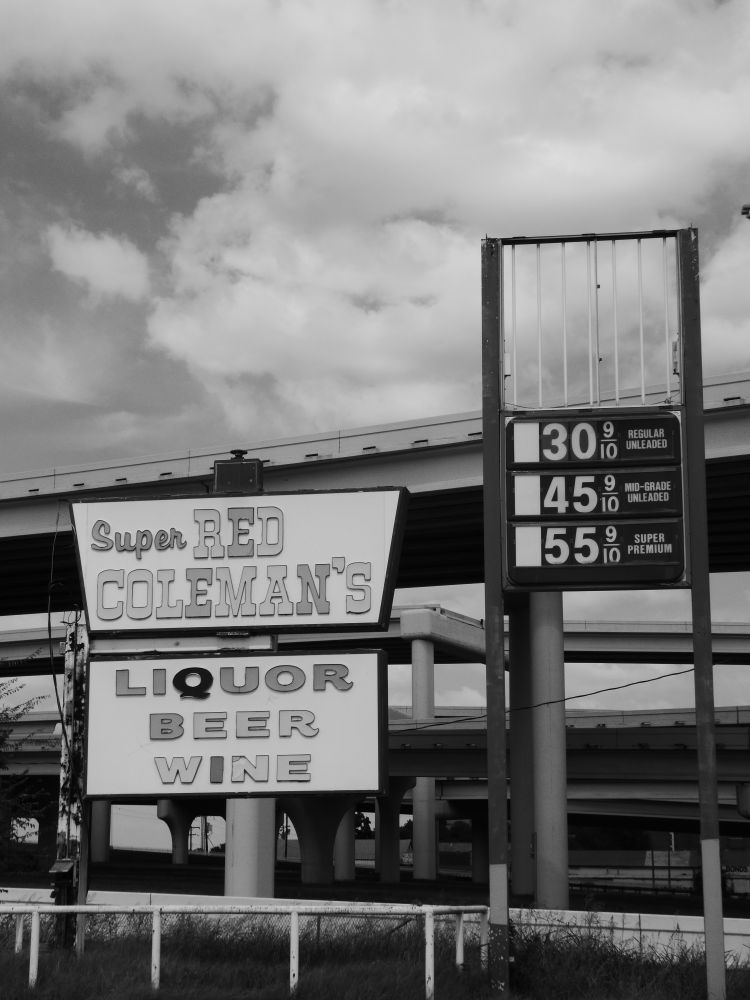 Super RED
COLEMAN'S
LIQUOR
BEER
WINE
30 9/10 REGULAR UNLEADED
45 9/10 MID-GRADE UNLEADED
55 9/10 SUPER PREMIUM